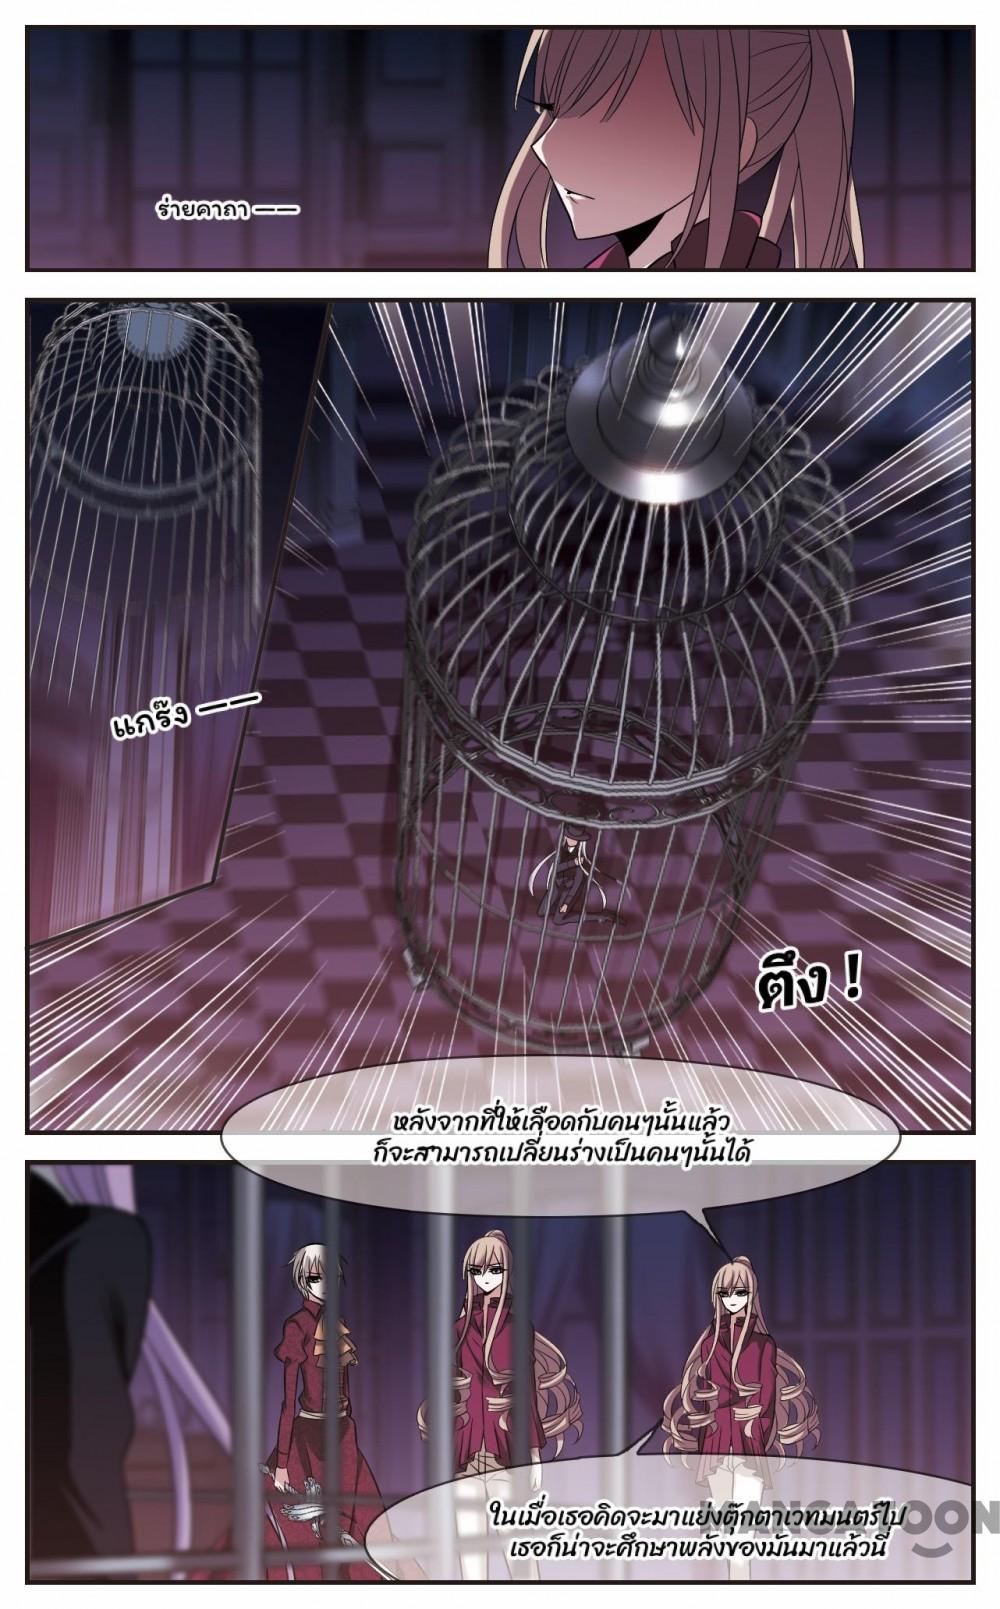 ร่ายคาถา ——
แกร๊ง ——
ตึง !
หลังจากที่ให้เลือดกับคนๆนั้นแล้ว
ก็จะสามารถเปลี่ยนร่างเป็นคนๆนั้นได้
ในเมื่อเธอคิดจะมาแย่งตุ๊กตาเวทมนตร์ไป
เธอก็น่าจะศึกษาพลังของมันมาแล้วนี่
MANGATOON